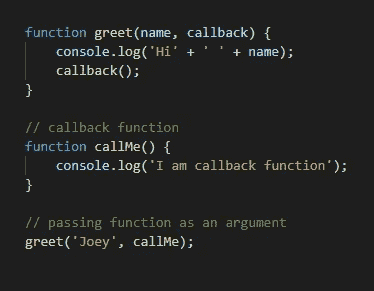 function greet(name, callback) {
    console.log('Hi' + ' ' + name);
    callback();
}

// callback function
function callMe() {
    console.log('I am callback function');
}

// passing function as an argument
greet('Joey', callMe);